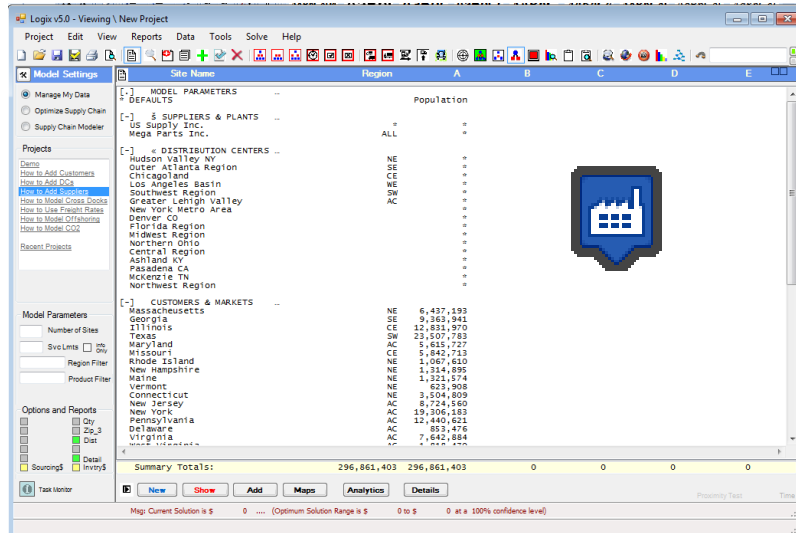 Logix v5.0 - Viewing \ New Project
Project Edit View Reports Data Tools Solve Help
Model Settings
Site Name Region A B C D E
Manage My Data
Optimize Supply Chain
Supply Chain Modeler
Projects
Demo
How to Add Customers
How to Add DCs
How to Add Suppliers
How to Model Cross Docks
How to Use Freight Rates
How to Model Offshoring
How to Model CO2
Recent Projects
Model Parameters
Number of Sites
Svc Lmts Info Only
Region Filter
Product Filter
Options and Reports
Qty
Zip_3
Dist
Detail
Sourcing$ Invtry$
Task Monitor
[.] MODEL PARAMETERS …
* DEFAULTS Population
[-] š SUPPLIERS & PLANTS …
US Supply Inc. * *
Mega Parts Inc. ALL *
[-] « DISTRIBUTION CENTERS …
Hudson Valley NY NE *
Outer Atlanta Region SE *
Chicagoland CE *
Los Angeles Basin WE *
Southwest Region SW *
Greater Lehigh Valley AC *
New York Metro Area *
Denver CO *
Florida Region *
MidWest Region *
Northern Ohio *
Central Region *
Ashland KY *
Pasadena CA *
McKenzie TN *
Northwest Region *
[-] CUSTOMERS & MARKETS …
Massacheusetts NE 6,437,193
Georgia SE 9,363,941
Illinois CE 12,831,970
Texas SW 23,507,783
Maryland AC 5,615,727
Missouri CE 5,842,713
Rhode Island NE 1,067,610
New Hampshire NE 1,314,895
Maine NE 1,321,574
Vermont NE 623,908
Connecticut NE 3,504,809
New Jersey AC 8,724,560
New York AC 19,306,183
Pennsylvania AC 12,440,621
Delaware AC 853,476
Virginia AC 7,642,884
Summary Totals: 296,861,403 296,861,403 0 0 0 0
New Show Add Maps Analytics Details
Proximity Test Time
Msg: Current Solution is $ 0 .... (Optimum Solution Range is $ 0 to $ 0 at a 100% confidence level)